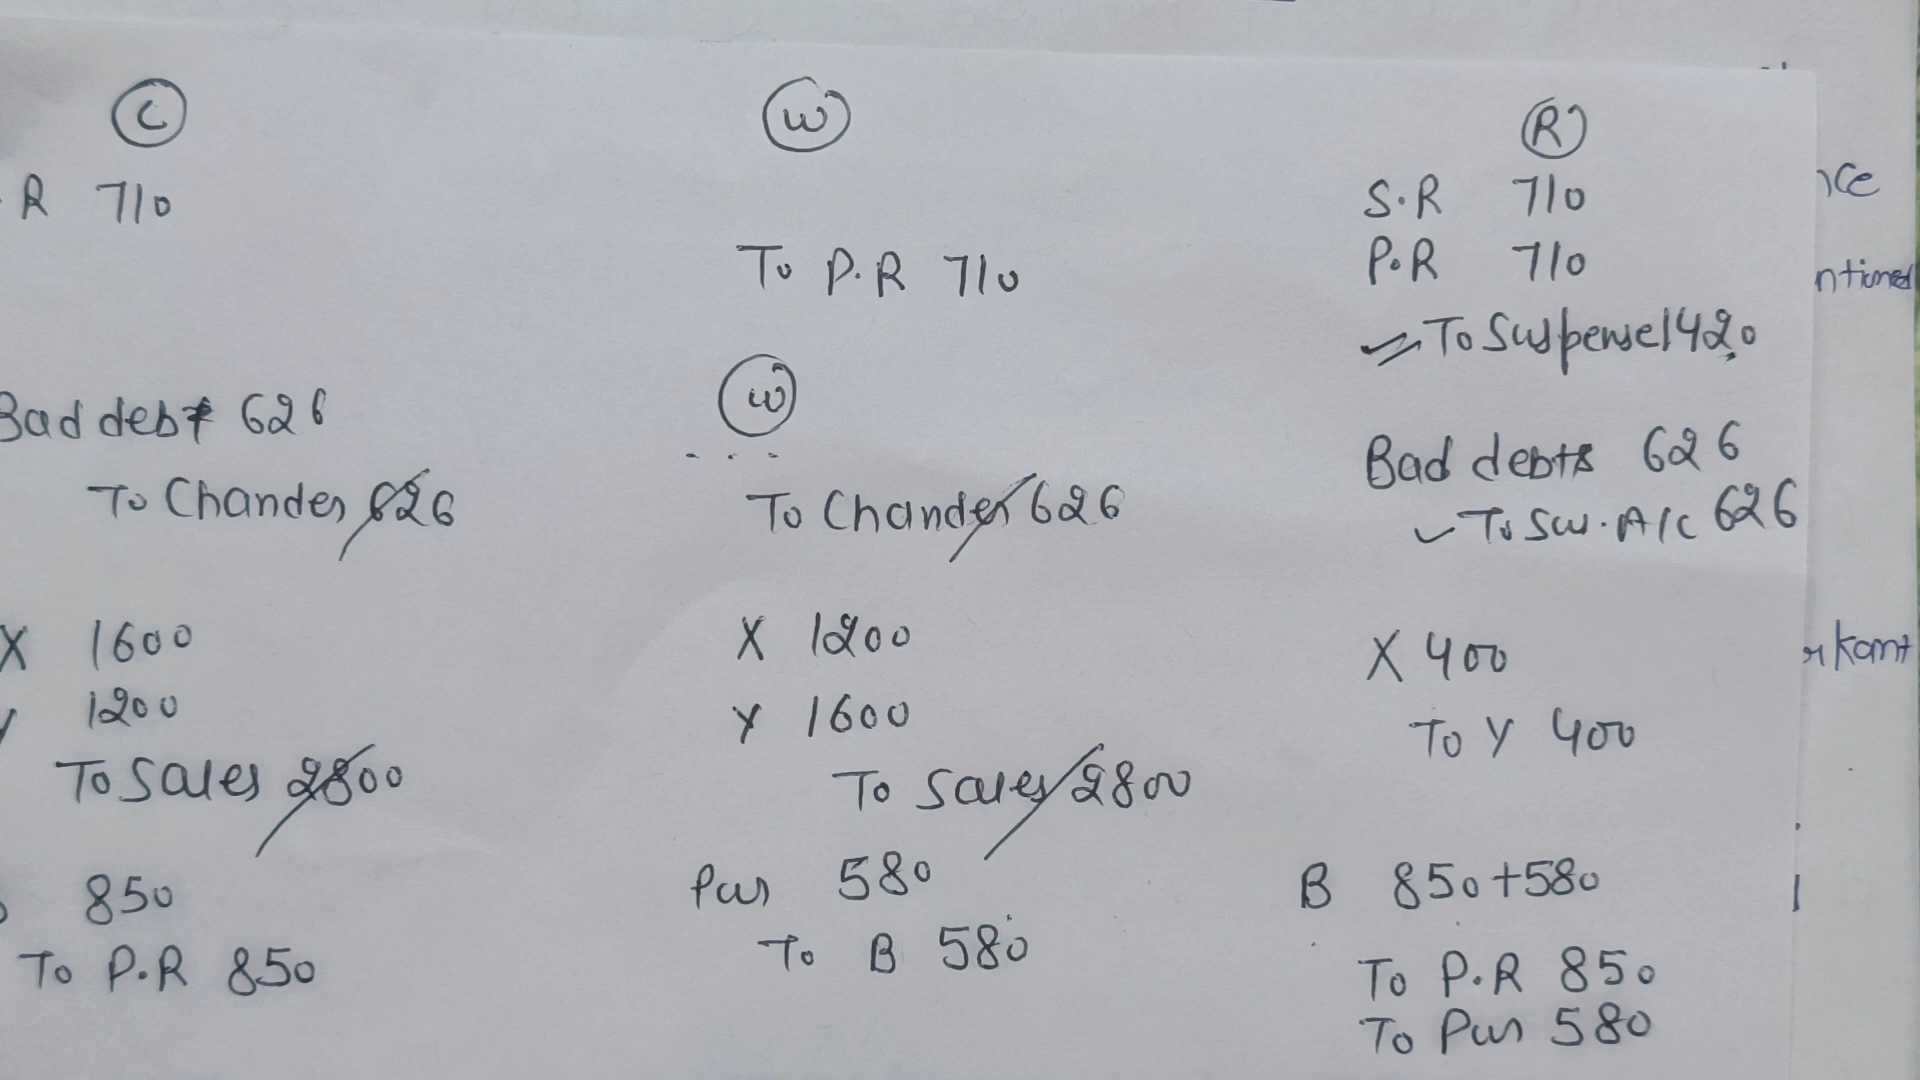 C W R
R 710
S.R 710
To P.R 710
P.R 710
To Suspense 1420
W
Bad debt 626
Bad debts 626
To Chander 626
To Chander 626
To Sus. A/c 626
X 1600
X 1200
X 400
1200
Y 1600
To Y 400
To Sales 2800
To Sales 2800
850
Pur 580
B 850+580
To P.R 850
To B 580
To P.R 850
To Pur 580